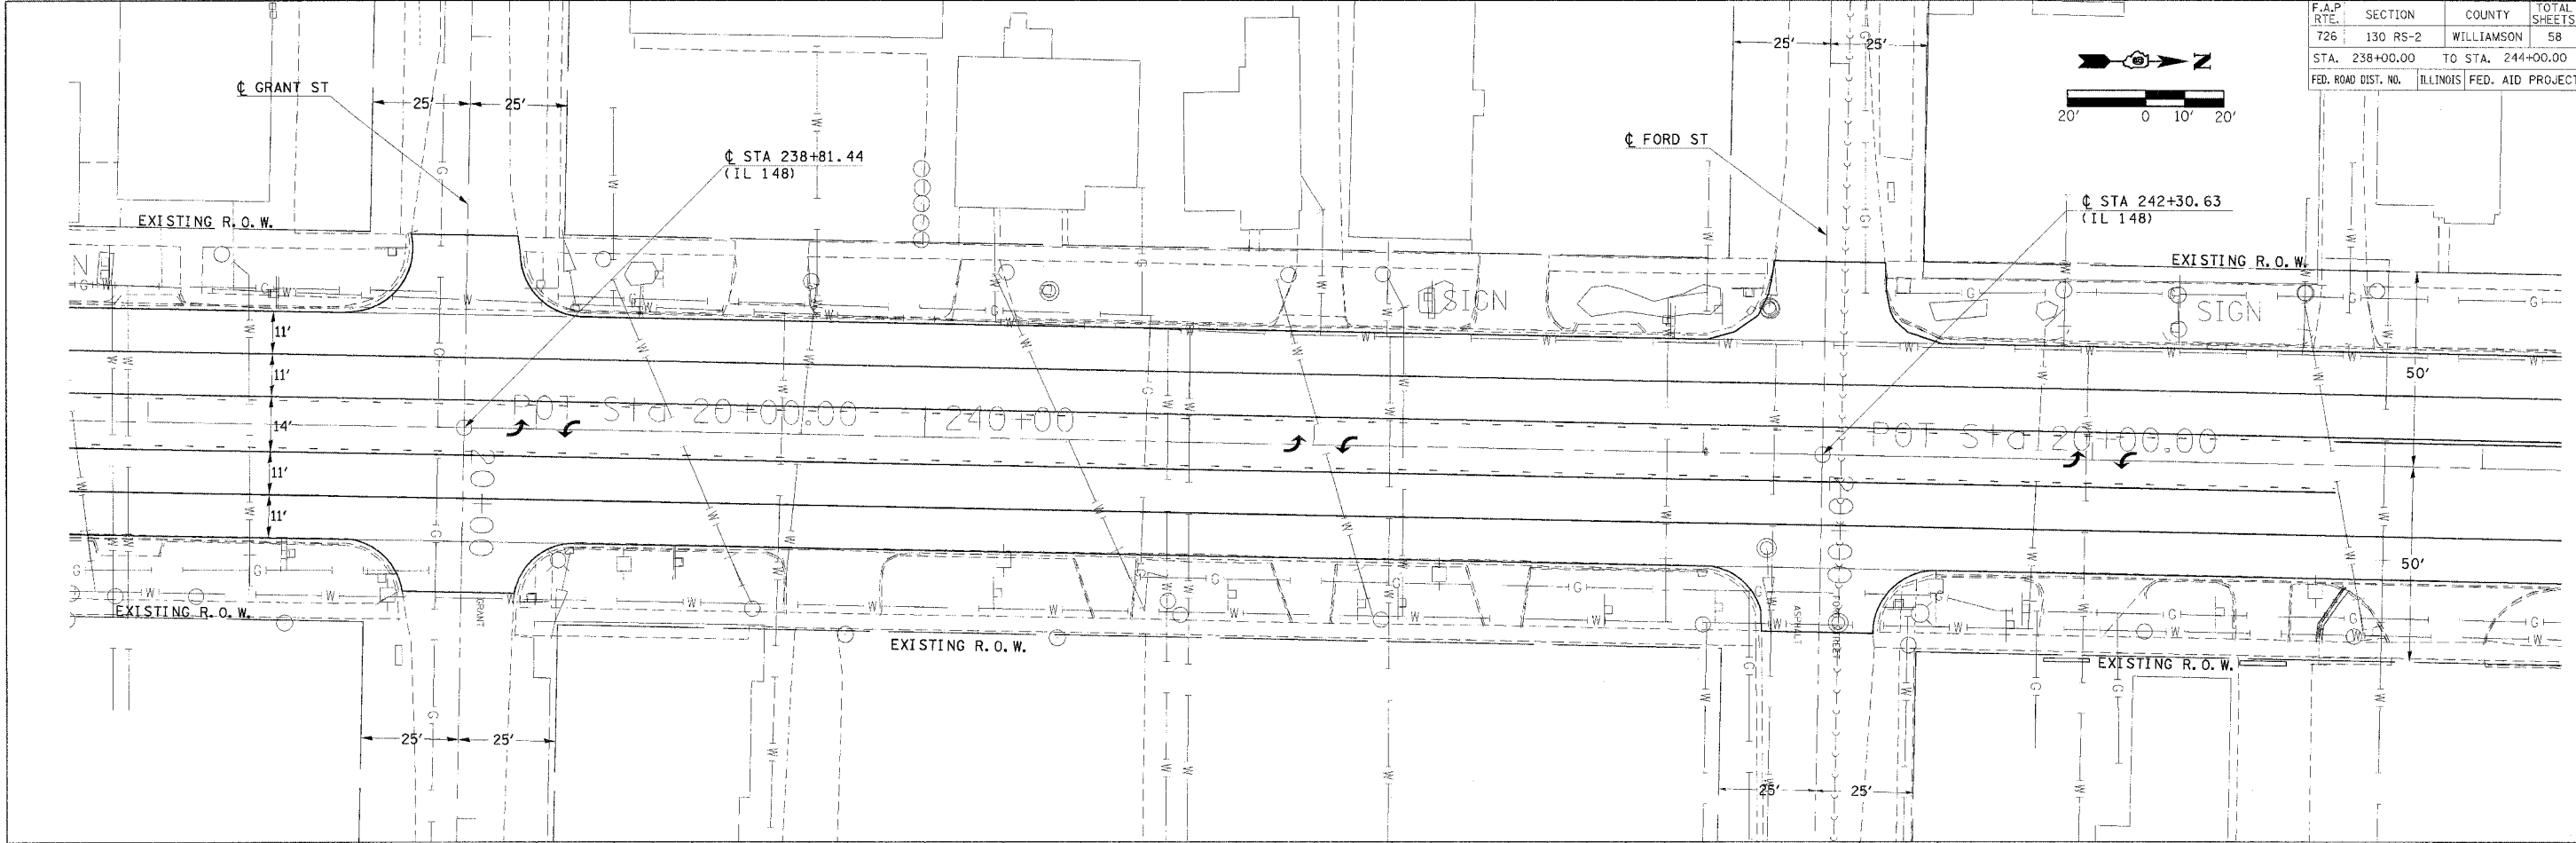 F.A.P RTE. SECTION COUNTY TOTAL SHEETS
726 130 RS-2 WILLIAMSON 58
STA. 238+00.00 TO STA. 244+00.00
FED. ROAD DIST. NO. ILLINOIS FED. AID PROJECT
N
20' 0 10' 20'
25' 25'
℄ GRANT ST
25' 25'
℄ STA 238+81.44
(IL 148)
℄ FORD ST
℄ STA 242+30.63
(IL 148)
EXISTING R.O.W.
EXISTING R.O.W.
SIGN
SIGN
11'
11'
14'
11'
11'
50'
50'
POT Sta 20+00.00
240+00
POT Sta 20+00.00
20+00
20+00
GRANT
ASPHALT
EXISTING R.O.W.
EXISTING R.O.W.
EXISTING R.O.W.
25' 25'
25' 25'